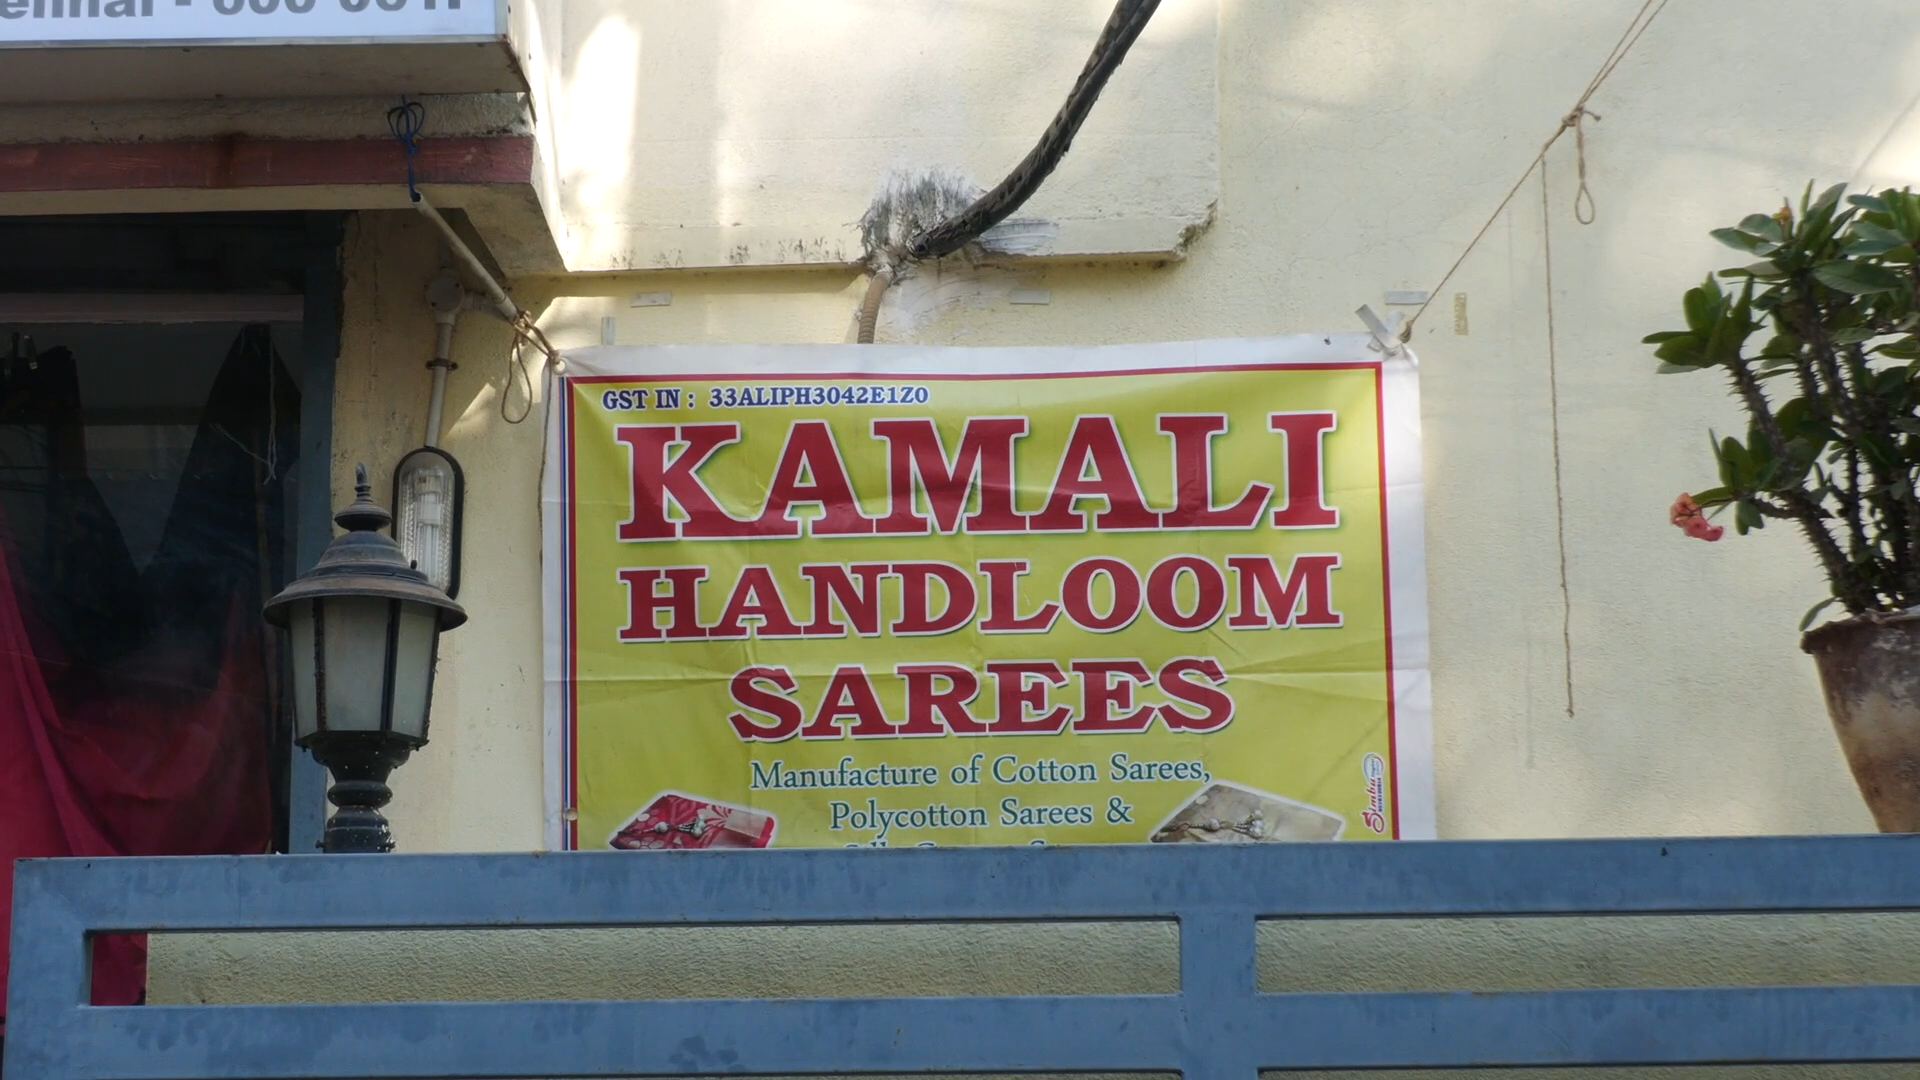 GST IN : 33ALIPH3042E1Z0
KAMALI
HANDLOOM
SAREES
Manufacture of Cotton Sarees,
Polycotton Sarees &